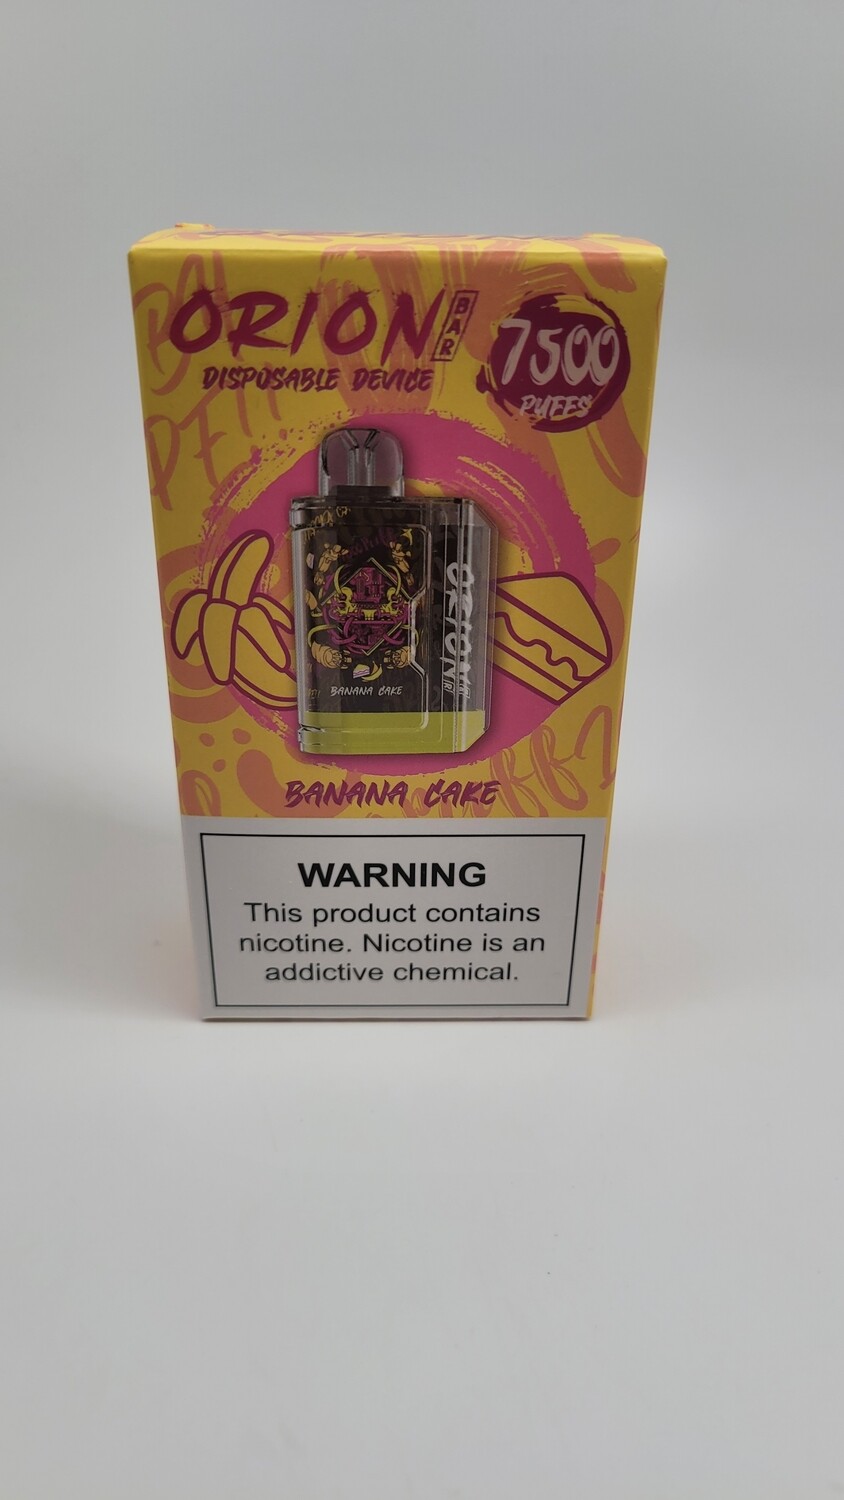 ORION BAR
DISPOSABLE DEVICE
7500
PUFFS
ORION
BANANA CAKE
BANANA CAKE
WARNING
This product contains
nicotine. Nicotine is an
addictive chemical.